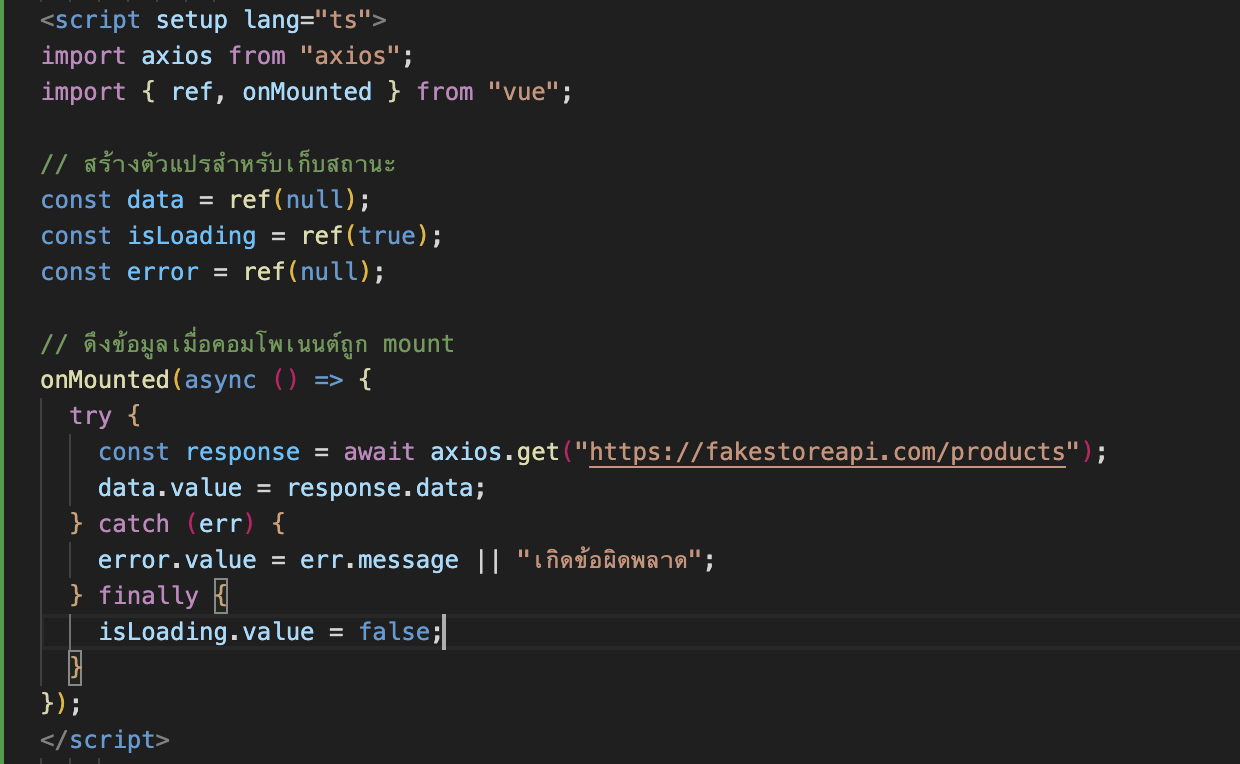 <script setup lang="ts">
import axios from "axios";
import { ref, onMounted } from "vue";
// สร้างตัวแปรสำหรับเก็บสถานะ
const data = ref(null);
const isLoading = ref(true);
const error = ref(null);
// ดึงข้อมูลเมื่อคอมโพเนนต์ถูก mount
onMounted(async () => {
try {
const response = await axios.get("https://fakestoreapi.com/products");
data.value = response.data;
} catch (err) {
error.value = err.message || "เกิดข้อผิดพลาด";
} finally {
isLoading.value = false;
}
});
</script>